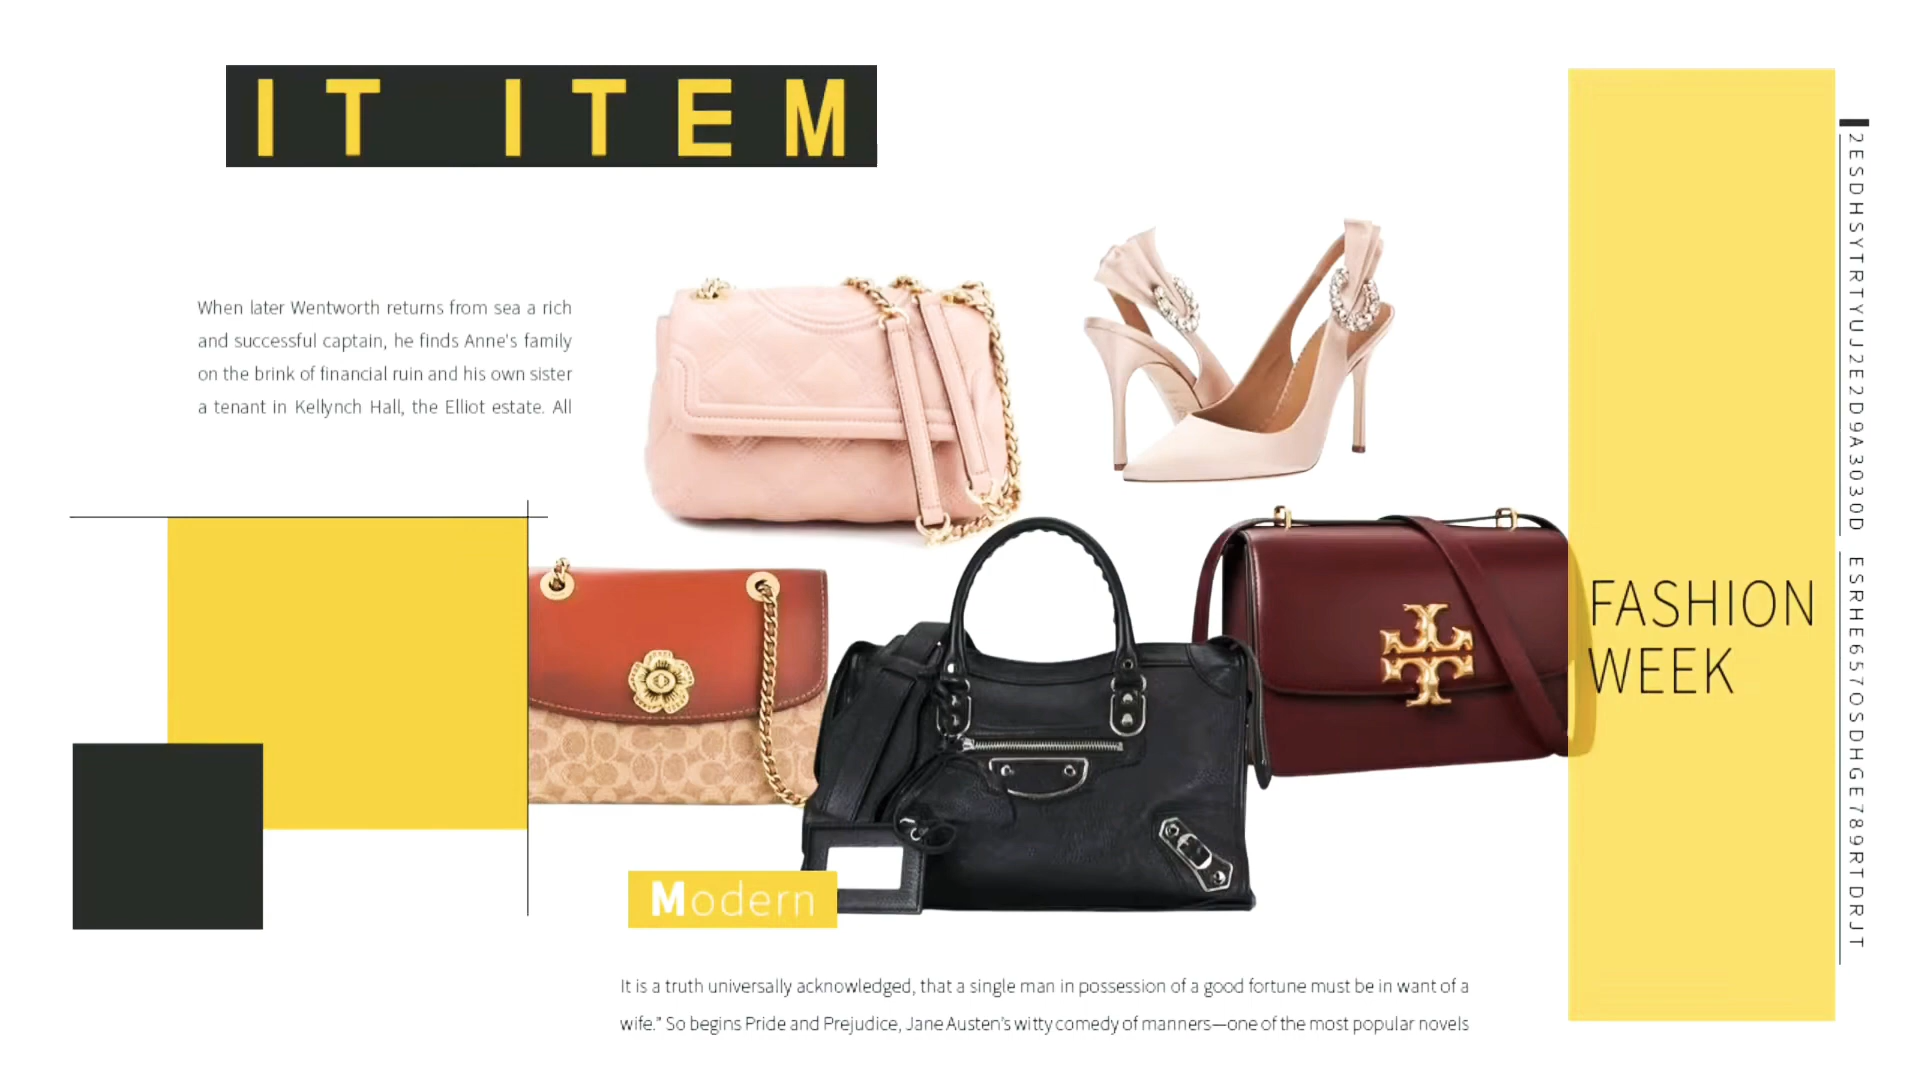 IT ITEM
When later Wentworth returns from sea a rich
and successful captain, he finds Anne's family
on the brink of financial ruin and his own sister
a tenant in Kellynch Hall, the Elliot estate. All
FASHION
WEEK
Modern
It is a truth universally acknowledged, that a single man in possession of a good fortune must be in want of a
wife.” So begins Pride and Prejudice, Jane Austen’s witty comedy of manners—one of the most popular novels
2ESDHSYTRTYUJ2E2D9A3030D ESRHE657OSDHGE789RTDRJT